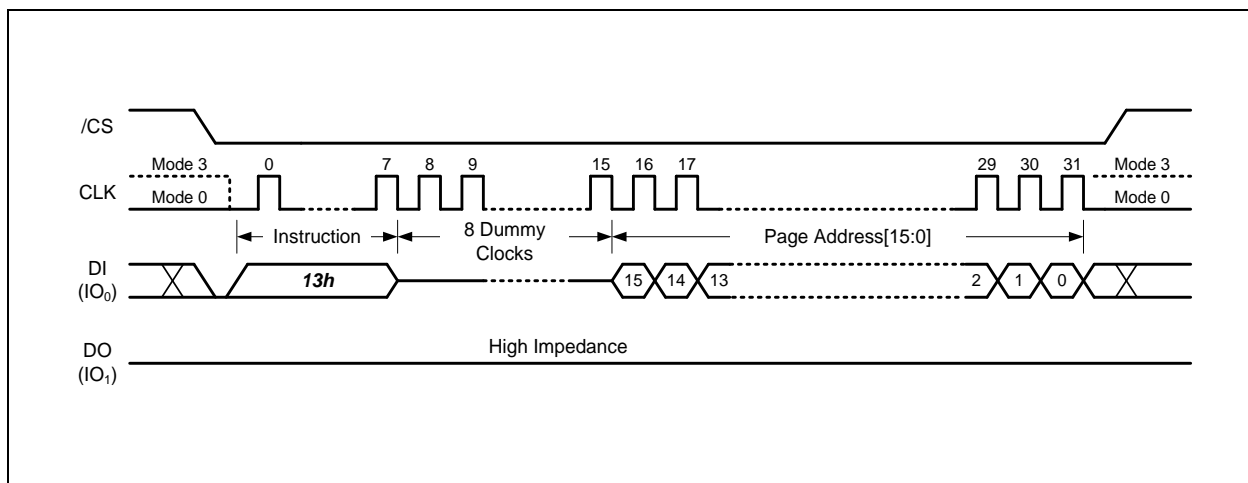 /CS
Mode 3 0 7 8 9 15 16 17 29 30 31 Mode 3
CLK
Mode 0 Mode 0
Instruction 8 Dummy Clocks Page Address[15:0]
DI (IO₀) 13h 15 14 13 2 1 0
DO (IO₁) High Impedance